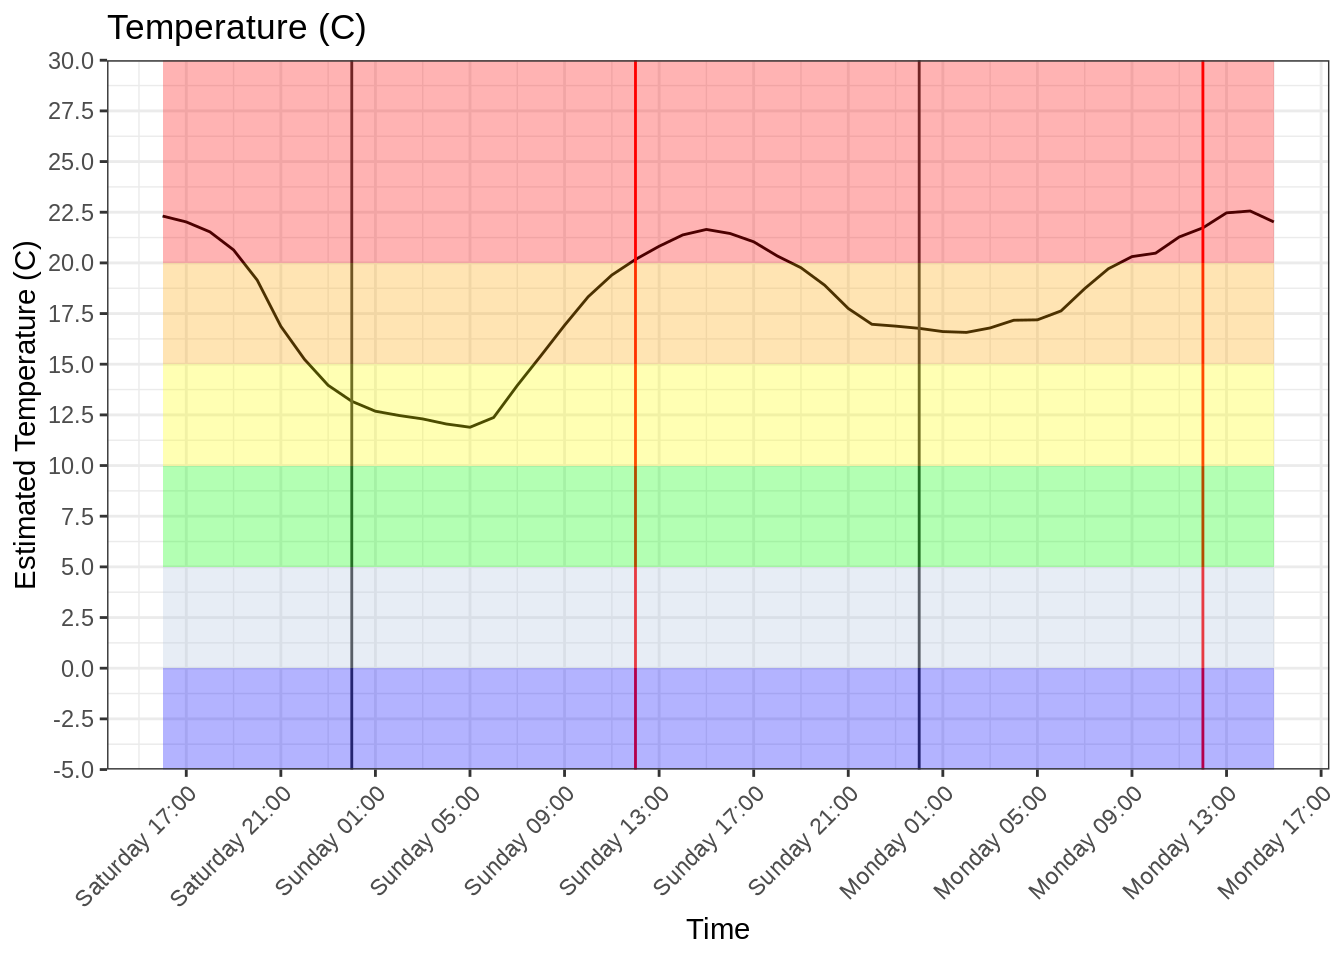 Temperature (C)
Estimated Temperature (C)
30.0
27.5
25.0
22.5
20.0
17.5
15.0
12.5
10.0
7.5
5.0
2.5
0.0
-2.5
-5.0
Saturday 17:00
Saturday 21:00
Sunday 01:00
Sunday 05:00
Sunday 09:00
Sunday 13:00
Sunday 17:00
Sunday 21:00
Monday 01:00
Monday 05:00
Monday 09:00
Monday 13:00
Monday 17:00
Time